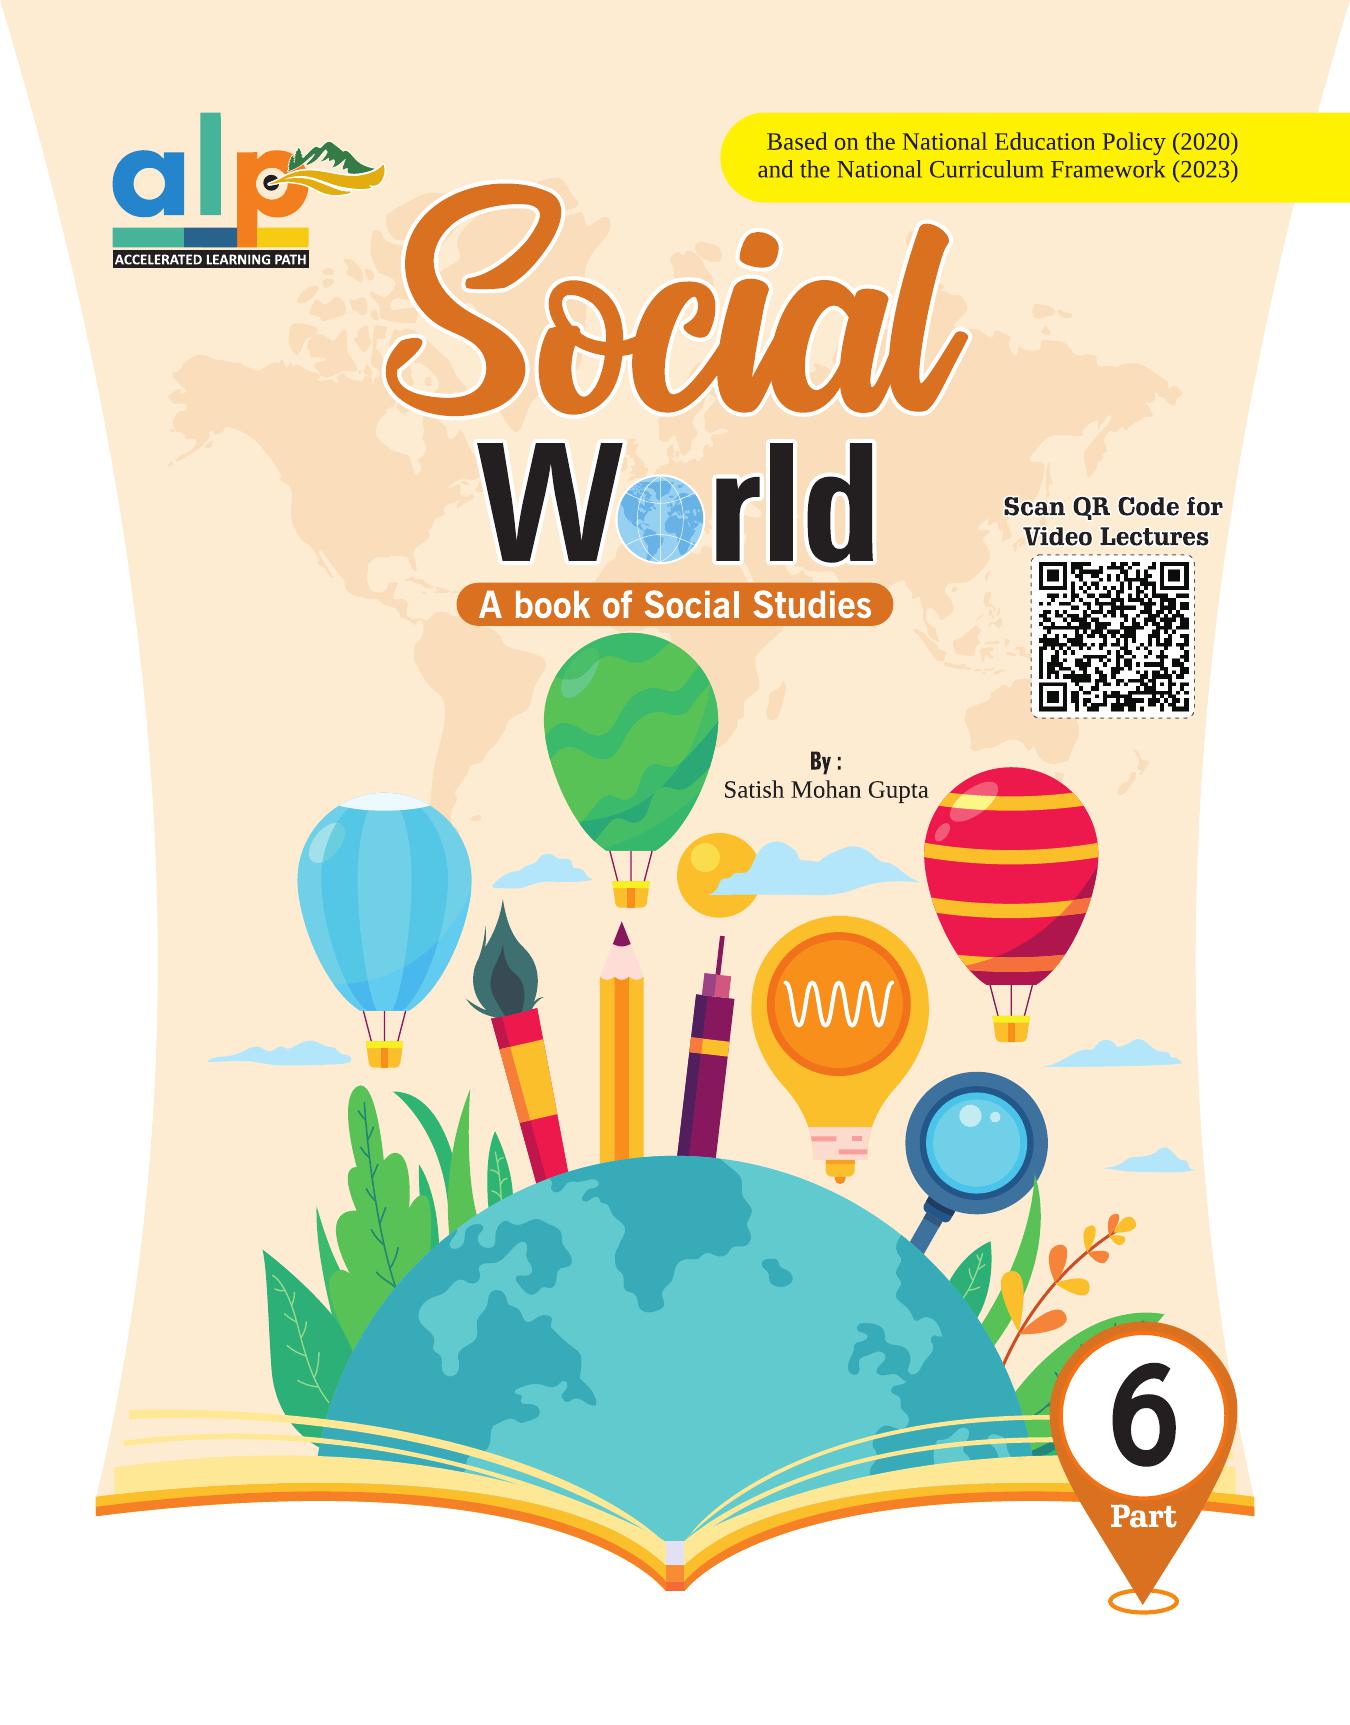 alp
ACCELERATED LEARNING PATH
Based on the National Education Policy (2020)
and the National Curriculum Framework (2023)
Social
World
A book of Social Studies
Scan QR Code for
Video Lectures
By :
Satish Mohan Gupta
6
Part